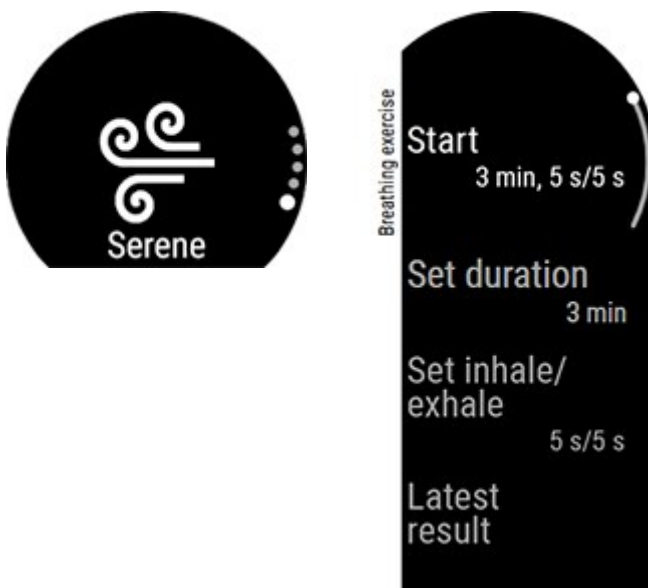 Serene
Breathing exercise
Start
3 min, 5 s/5 s
Set duration
3 min
Set inhale/
exhale
5 s/5 s
Latest
result